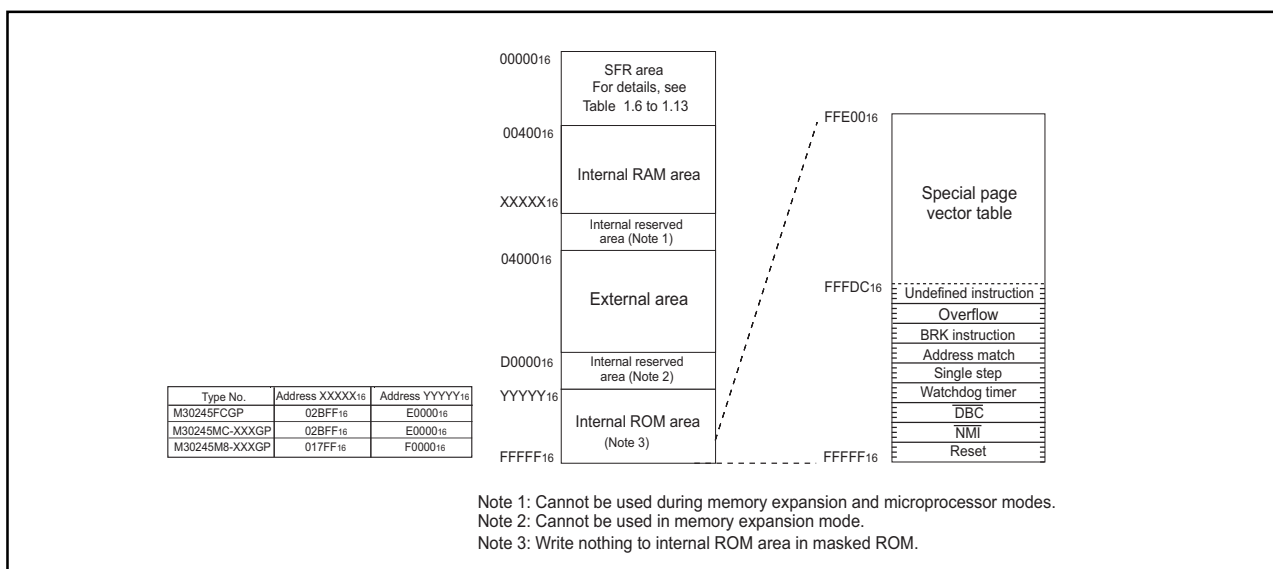 0000016
SFR area
For details, see
Table 1.6 to 1.13
0040016
Internal RAM area
XXXXX16
Internal reserved
area (Note 1)
0400016
External area
D000016
Internal reserved
area (Note 2)
YYYYY16
Internal ROM area
(Note 3)
FFFFF16
FFE0016
Special page
vector table
FFFDC16
Undefined instruction
Overflow
BRK instruction
Address match
Single step
Watchdog timer
DBC
NMI
Reset
FFFFF16
Type No. Address XXXXX16 Address YYYYY16
M30245FCGP 02BFF16 E000016
M30245MC-XXXGP 02BFF16 E000016
M30245M8-XXXGP 017FF16 F000016
Note 1: Cannot be used during memory expansion and microprocessor modes.
Note 2: Cannot be used in memory expansion mode.
Note 3: Write nothing to internal ROM area in masked ROM.